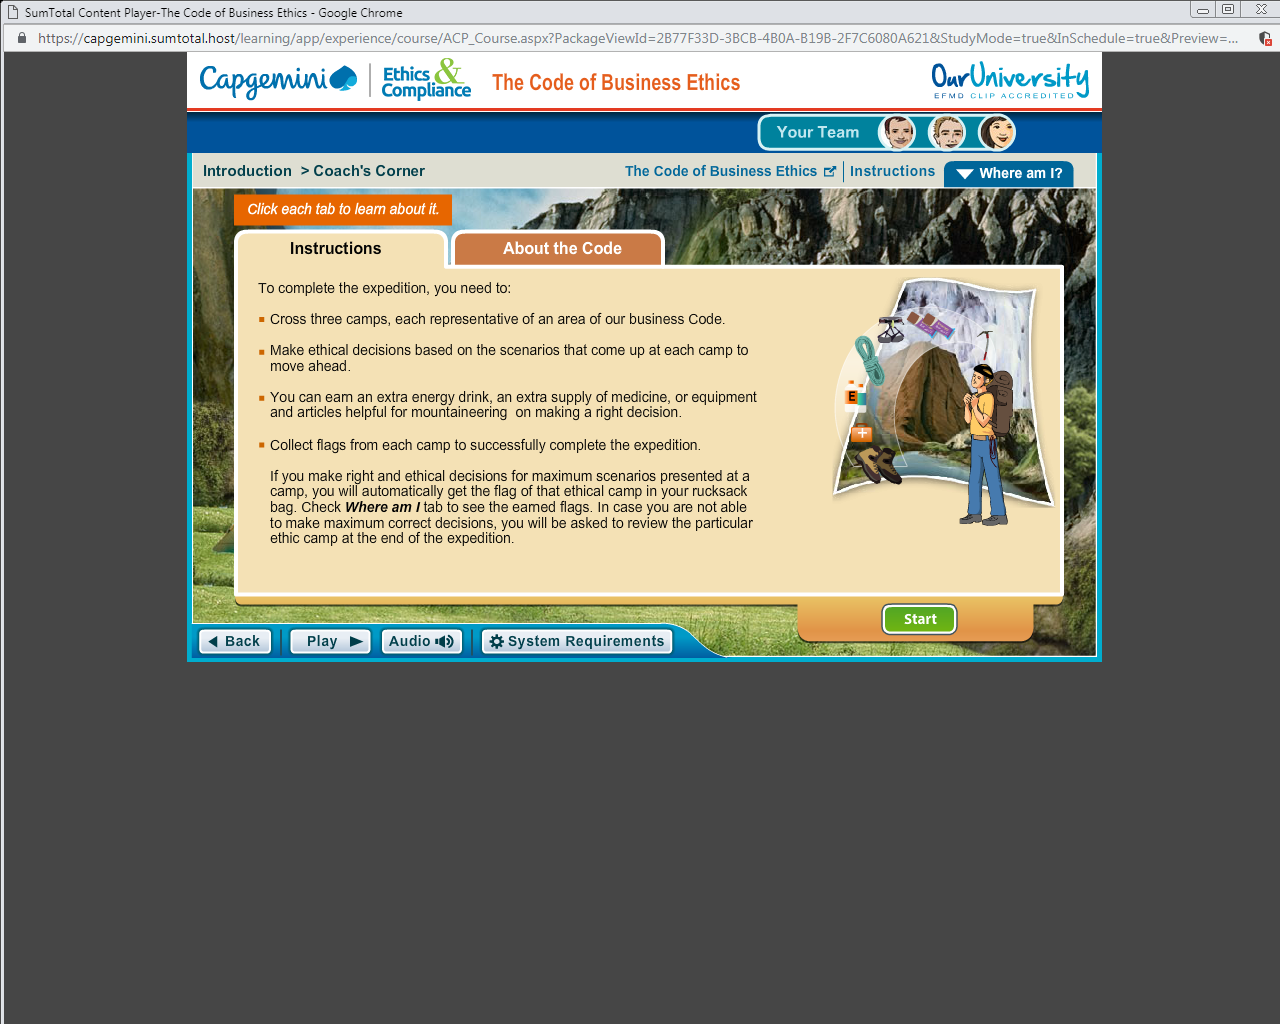 SumTotal Content Player-The Code of Business Ethics - Google Chrome
https://capgemini.sumtotal.host/learning/app/experience/course/ACP_Course.aspx?PackageViewId=2B77F33D-3BCB-4B0A-B19B-2F7C6080A621&StudyMode=true&InSchedule=true&Preview=...
Capgemini Ethics & Compliance The Code of Business Ethics OurUniversity
EFMD CLIP ACCREDITED
Your Team
Introduction > Coach's Corner The Code of Business Ethics Instructions Where am I?
Click each tab to learn about it.
Instructions About the Code
To complete the expedition, you need to:
Cross three camps, each representative of an area of our business Code.
Make ethical decisions based on the scenarios that come up at each camp to
move ahead.
You can earn an extra energy drink, an extra supply of medicine, or equipment
and articles helpful for mountaineering on making a right decision.
Collect flags from each camp to successfully complete the expedition.
If you make right and ethical decisions for maximum scenarios presented at a
camp, you will automatically get the flag of that ethical camp in your rucksack
bag. Check Where am I tab to see the earned flags. In case you are not able
to make maximum correct decisions, you will be asked to review the particular
ethic camp at the end of the expedition.
E
Start
Back Play Audio System Requirements